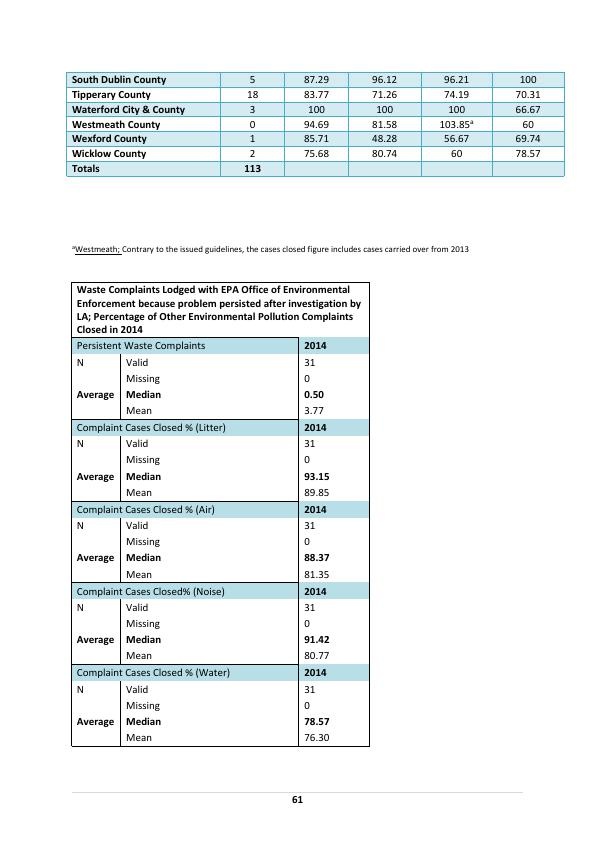 South Dublin County 5 87.29 96.12 96.21 100
Tipperary County 18 83.77 71.26 74.19 70.31
Waterford City & County 3 100 100 100 66.67
Westmeath County 0 94.69 81.58 103.85ᵃ 60
Wexford County 1 85.71 48.28 56.67 69.74
Wicklow County 2 75.68 80.74 60 78.57
Totals 113
ᵃWestmeath; Contrary to the issued guidelines, the cases closed figure includes cases carried over from 2013
Waste Complaints Lodged with EPA Office of Environmental
Enforcement because problem persisted after investigation by
LA; Percentage of Other Environmental Pollution Complaints
Closed in 2014
Persistent Waste Complaints 2014
N Valid 31
Missing 0
Average Median 0.50
Mean 3.77
Complaint Cases Closed % (Litter) 2014
N Valid 31
Missing 0
Average Median 93.15
Mean 89.85
Complaint Cases Closed % (Air) 2014
N Valid 31
Missing 0
Average Median 88.37
Mean 81.35
Complaint Cases Closed% (Noise) 2014
N Valid 31
Missing 0
Average Median 91.42
Mean 80.77
Complaint Cases Closed % (Water) 2014
N Valid 31
Missing 0
Average Median 78.57
Mean 76.30
61